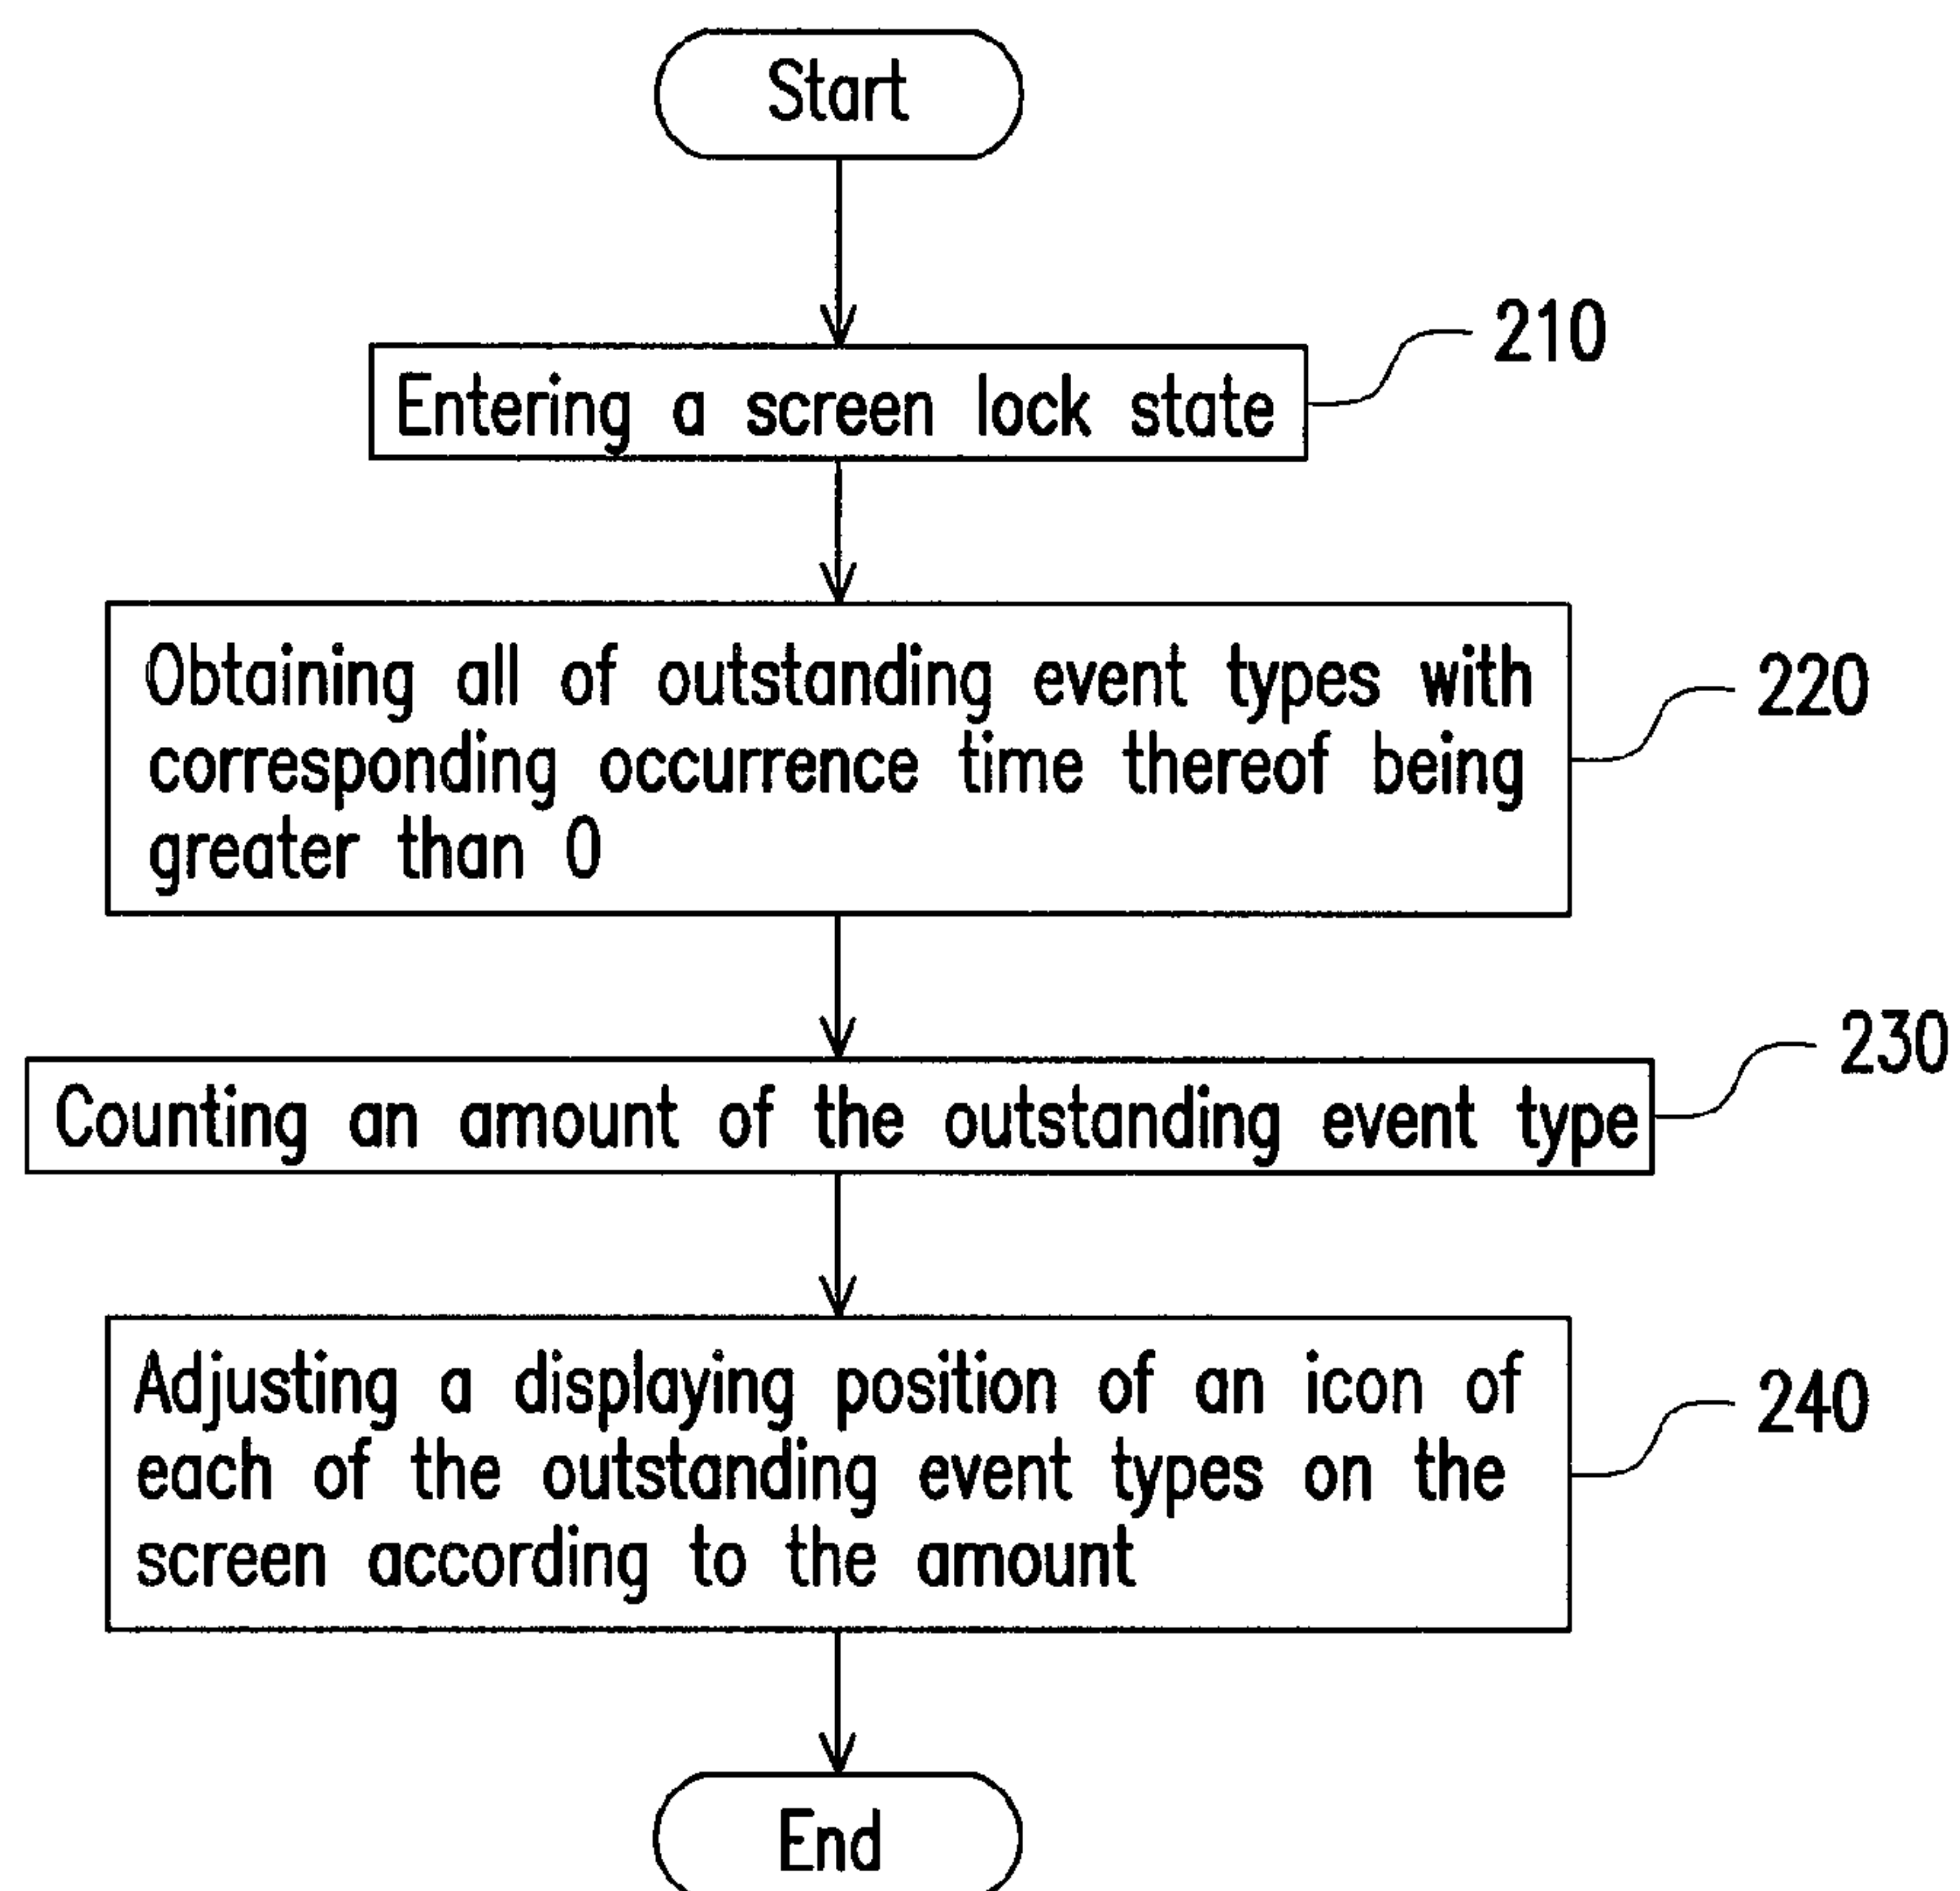 Start
210
Entering a screen lock state
220
Obtaining all of outstanding event types with
corresponding occurrence time thereof being
greater than 0
230
Counting an amount of the outstanding event type
240
Adjusting a displaying position of an icon of
each of the outstanding event types on the
screen according to the amount
End